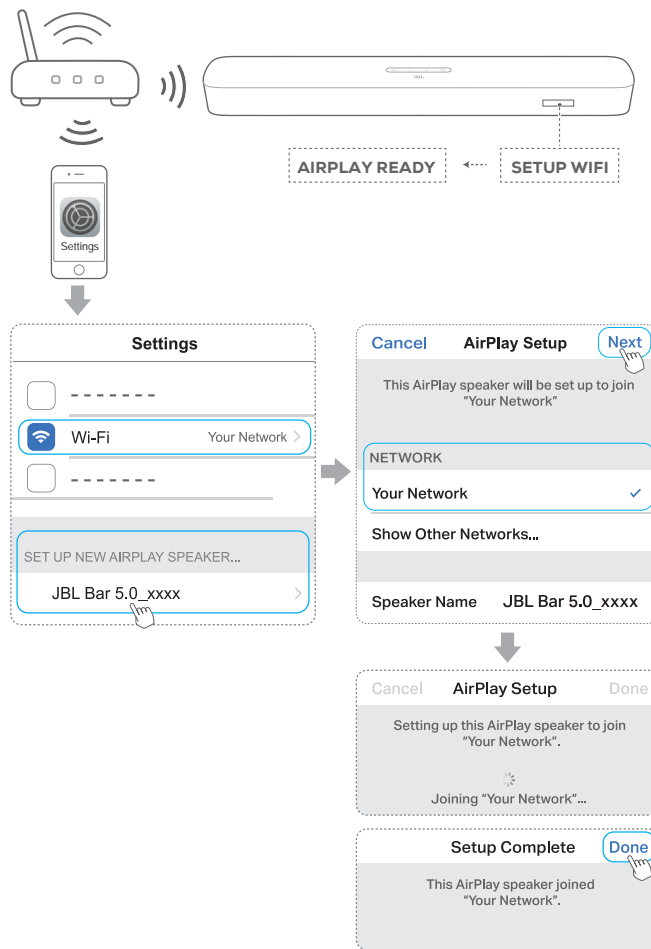 JBL
AIRPLAY READY
SETUP WIFI
Settings
Settings
Wi-Fi Your Network
SET UP NEW AIRPLAY SPEAKER...
JBL Bar 5.0_xxxx
Cancel AirPlay Setup Next
This AirPlay speaker will be set up to join
“Your Network”
NETWORK
Your Network
Show Other Networks...
Speaker Name JBL Bar 5.0_xxxx
Cancel AirPlay Setup Done
Setting up this AirPlay speaker to join
“Your Network”.
Joining “Your Network”...
Setup Complete Done
This AirPlay speaker joined
“Your Network”.